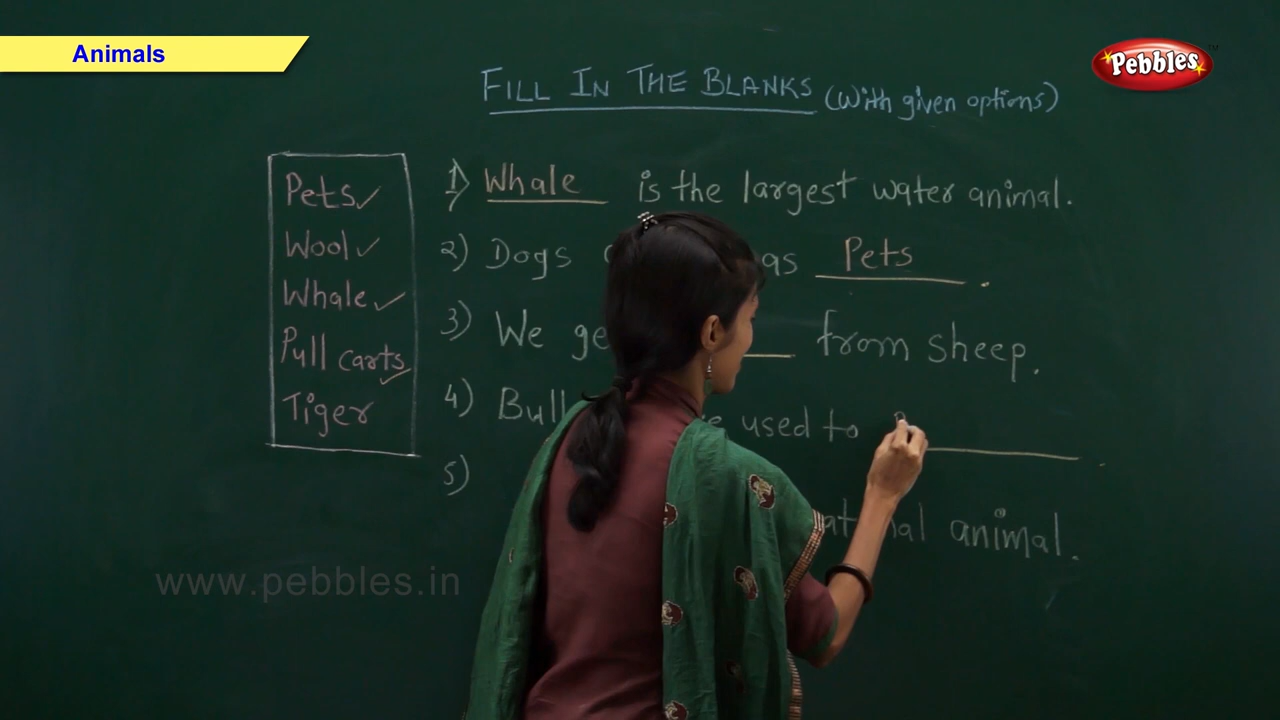 Animals
Pebbles
FILL IN THE BLANKS (With given options)
Pets
Wool
Whale
Pull carts
Tiger
1) Whale is the largest water animal.
2) Dogs as Pets.
3) We from sheep.
4) used to
5) animal.
www.pebbles.in